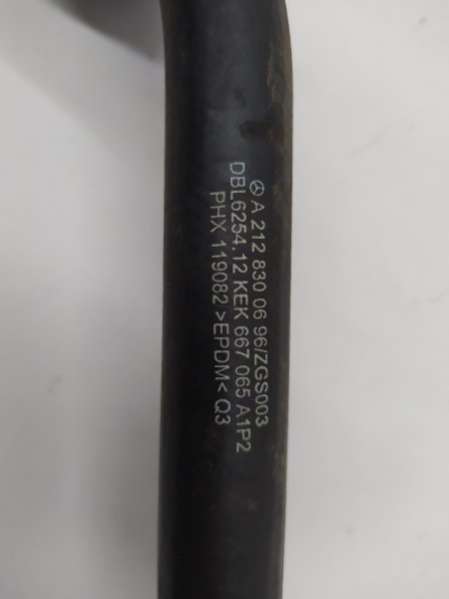 A 212 830 06 96/ZGS003
DBL6254.12 KEK 667 065 A1P2
PHX 119082 >EPDM< Q3